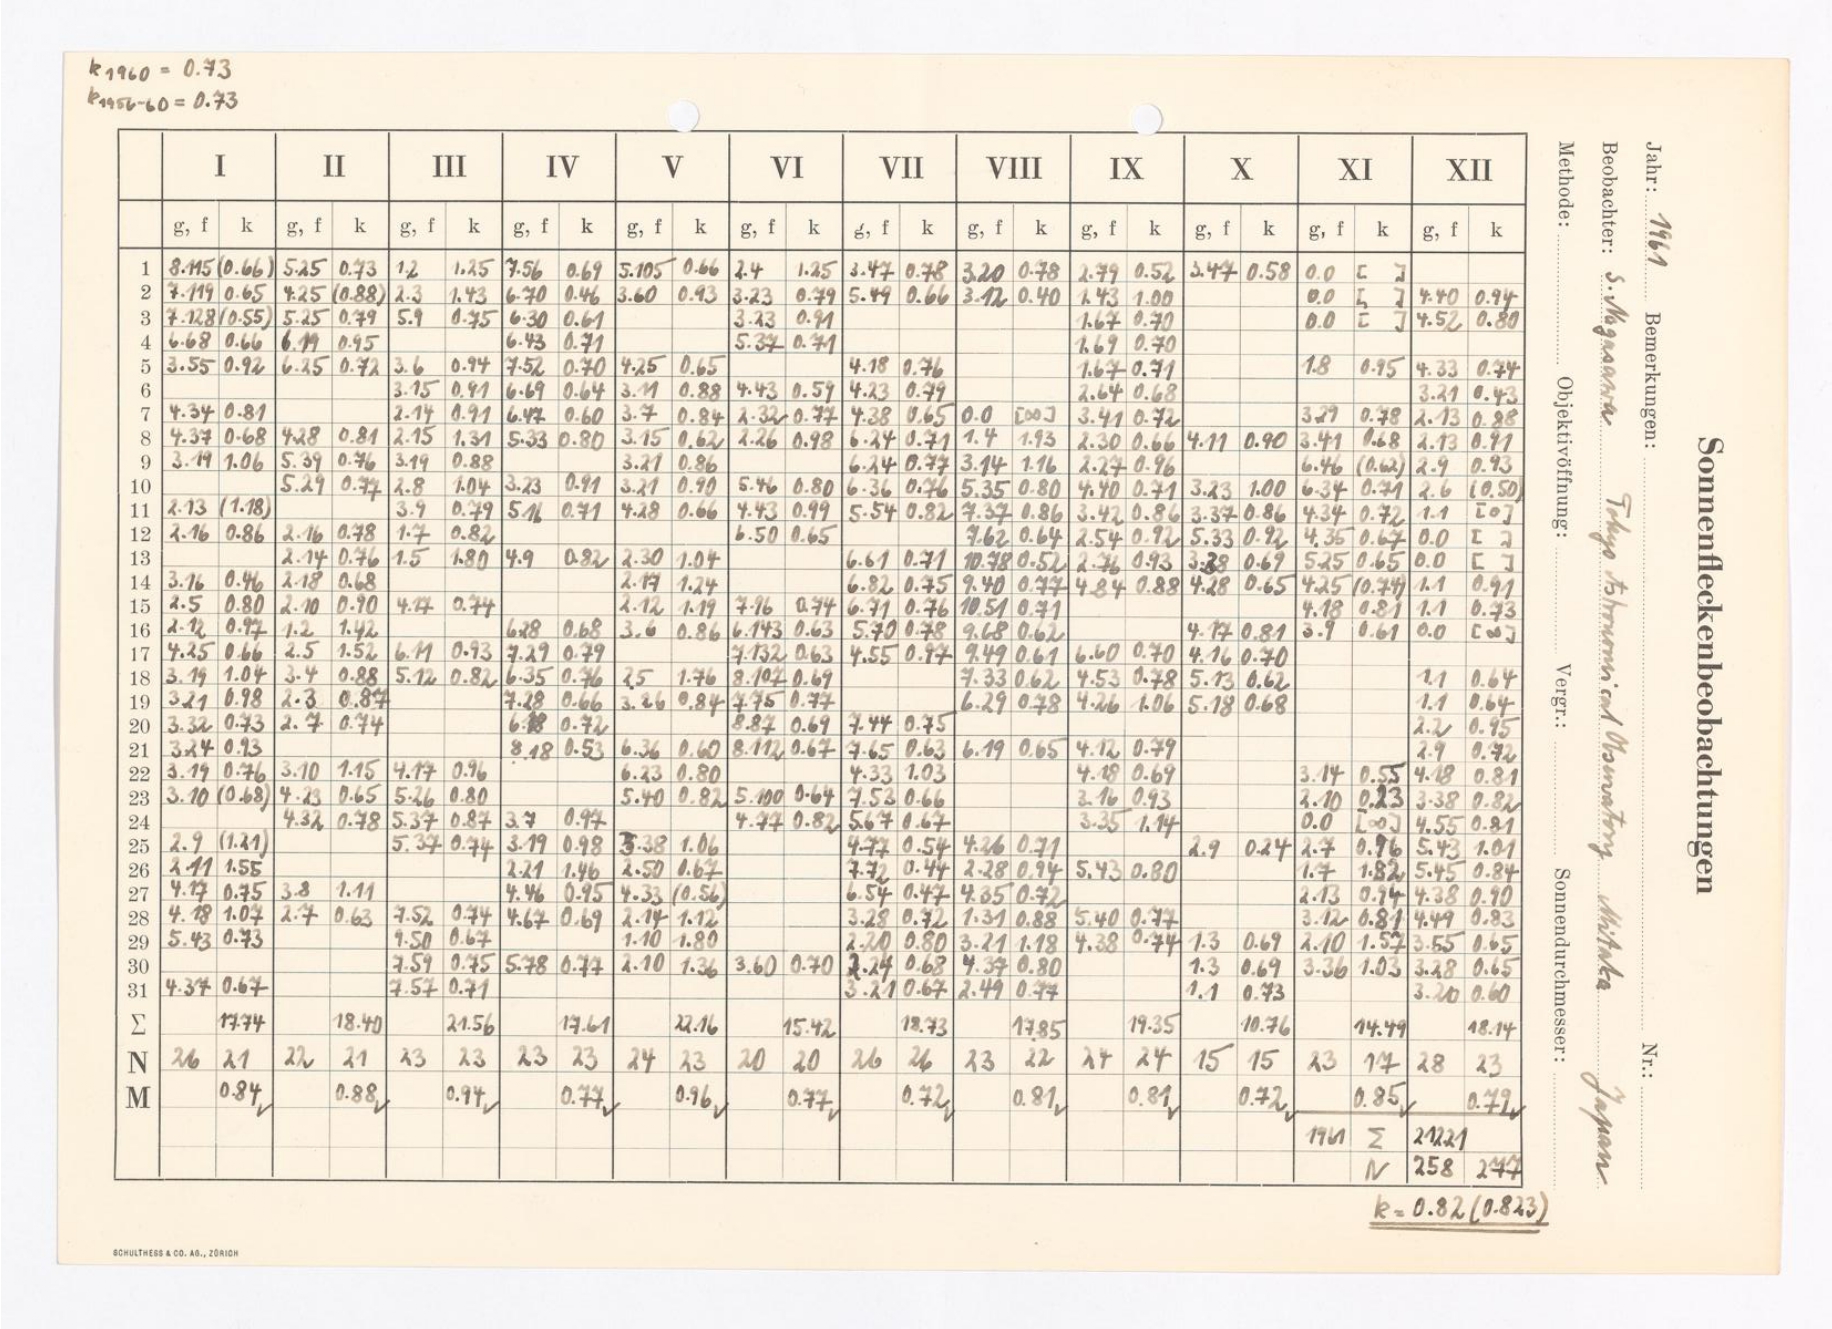 k1960 = 0.73
k1956-60 = 0.73
Sonnenfleckenbeobachtungen
Jahr: 1961 Bemerkungen: Nr.:
Beobachter: S. Nagasawa Tokyo Astronomical Observatory Mitaka Japan
Methode: Objektivöffnung: Vergr.: Sonnendurchmesser:
I II III IV V VI VII VIII IX X XI XII
g, f k g, f k g, f k g, f k g, f k g, f k g, f k g, f k g, f k g, f k g, f k g, f k
1 8.115 (0.66) 5.25 0.73 1.2 1.25 7.56 0.69 5.105 0.66 2.4 1.25 3.47 0.78 3.20 0.78 2.79 0.52 3.47 0.58 0.0 [ ]
2 7.119 0.65 4.25 (0.88) 2.3 1.43 6.70 0.46 3.60 0.93 3.23 0.79 5.49 0.66 3.12 0.40 1.43 1.00 0.0 [ ] 4.40 0.94
3 7.128 (0.55) 5.25 0.79 5.9 0.75 6.30 0.61 3.23 0.91 1.67 0.70 0.0 [ ] 4.52 0.80
4 6.68 0.66 6.19 0.95 6.43 0.71 5.37 0.71 1.69 0.70
5 3.55 0.92 6.25 0.72 3.6 0.94 7.52 0.70 4.25 0.65 4.18 0.76 1.67 0.71 1.8 0.95 4.33 0.74
6 3.15 0.91 6.69 0.64 3.11 0.88 4.43 0.59 4.23 0.79 2.64 0.68 3.21 0.43
7 4.34 0.81 2.14 0.91 6.47 0.60 3.7 0.84 2.32 0.77 4.38 0.65 0.0 [∞] 3.41 0.72 3.29 0.78 2.13 0.88
8 4.37 0.68 4.28 0.81 2.15 1.31 5.33 0.80 3.15 0.62 2.26 0.98 6.24 0.71 1.4 1.93 2.30 0.66 4.11 0.90 3.41 0.68 2.13 0.91
9 3.19 1.06 5.39 0.76 3.19 0.88 3.21 0.86 6.24 0.77 3.14 1.16 2.27 0.96 6.46 (0.62) 2.9 0.93
10 5.29 0.77 2.8 1.04 3.23 0.91 3.21 0.90 5.46 0.80 6.36 0.76 5.35 0.80 4.40 0.71 3.23 1.00 6.34 0.71 2.6 (0.50)
11 2.13 (1.18) 3.9 0.79 5.16 0.71 4.28 0.66 4.43 0.99 5.54 0.82 7.37 0.86 3.42 0.86 3.37 0.86 4.34 0.72 1.1 [0]
12 2.16 0.86 2.16 0.78 1.7 0.82 6.50 0.65 7.62 0.64 2.54 0.92 5.33 0.92 4.35 0.67 0.0 [ ]
13 2.14 0.76 1.5 1.80 4.9 0.82 2.30 1.04 6.61 0.71 10.78 0.52 2.76 0.93 3.28 0.69 5.25 0.65 0.0 [ ]
14 3.16 0.46 2.18 0.68 2.17 1.24 6.82 0.75 9.40 0.77 4.84 0.88 4.28 0.65 4.25 (0.74) 1.1 0.91
15 2.5 0.80 2.10 0.90 4.17 0.74 2.12 1.19 7.96 0.74 6.71 0.76 10.51 0.71 4.18 0.81 1.1 0.73
16 2.12 0.97 1.2 1.42 6.28 0.68 3.6 0.86 6.143 0.63 5.70 0.78 9.68 0.62 4.17 0.81 3.9 0.61 0.0 [∞]
17 4.25 0.66 2.5 1.52 6.11 0.93 7.29 0.79 7.132 0.63 4.55 0.97 9.49 0.61 6.60 0.70 4.16 0.70
18 3.19 1.04 3.4 0.88 5.12 0.82 6.35 0.76 2.5 1.76 8.107 0.69 7.33 0.62 4.53 0.78 5.13 0.62 1.1 0.64
19 3.21 0.98 2.3 0.87 7.28 0.66 3.26 0.84 7.75 0.77 6.29 0.78 4.26 1.06 5.18 0.68 1.1 0.64
20 3.32 0.73 2.7 0.74 6.18 0.72 8.87 0.69 7.44 0.75 2.2 0.95
21 3.24 0.93 8.18 0.53 6.36 0.60 8.112 0.67 7.65 0.63 6.19 0.65 4.12 0.79 2.9 0.72
22 3.19 0.76 3.10 1.15 4.17 0.96 6.23 0.80 4.33 1.03 4.18 0.69 3.14 0.55 4.18 0.81
23 3.10 (0.68) 4.23 0.65 5.26 0.80 5.40 0.82 5.100 0.64 7.53 0.66 3.16 0.93 2.10 0.23 3.38 0.82
24 4.32 0.78 5.37 0.87 3.7 0.97 4.77 0.82 5.67 0.67 3.35 1.14 0.0 [∞] 4.55 0.81
25 2.9 (1.21) 5.37 0.74 3.19 0.98 3.38 1.06 4.77 0.54 4.26 0.71 2.9 0.24 2.7 0.96 5.43 1.01
26 2.11 1.55 2.21 1.46 2.50 0.67 7.72 0.44 2.28 0.94 5.43 0.80 1.7 1.82 5.45 0.84
27 4.17 0.75 3.8 1.11 4.46 0.95 4.33 (0.56) 6.54 0.47 4.35 0.72 2.13 0.94 4.38 0.90
28 4.18 1.07 2.7 0.63 7.52 0.74 4.67 0.69 2.14 1.12 3.28 0.72 1.31 0.88 5.40 0.77 3.12 0.81 4.49 0.83
29 5.43 0.73 9.50 0.67 1.10 1.80 2.20 0.80 3.21 1.18 4.38 0.74 1.3 0.69 2.10 1.57 3.55 0.65
30 7.59 0.75 5.78 0.77 2.10 1.36 3.60 0.70 2.24 0.68 4.37 0.80 1.3 0.69 3.36 1.03 3.28 0.65
31 4.37 0.67 7.57 0.71 3.21 0.67 2.49 0.77 1.1 0.73 3.20 0.60
Σ 17.74 18.40 21.56 17.61 22.16 15.42 18.73 17.85 19.35 10.76 14.49 18.14
N 26 21 22 21 23 23 23 23 24 23 20 20 26 26 23 22 24 24 15 15 23 17 28 23
M 0.84 0.88 0.94 0.77 0.96 0.77 0.72 0.81 0.81 0.72 0.85 0.79
1961 Σ 21221
N 258 277
k = 0.82 (0.823)
SCHULTHESS & CO. AG., ZÜRICH